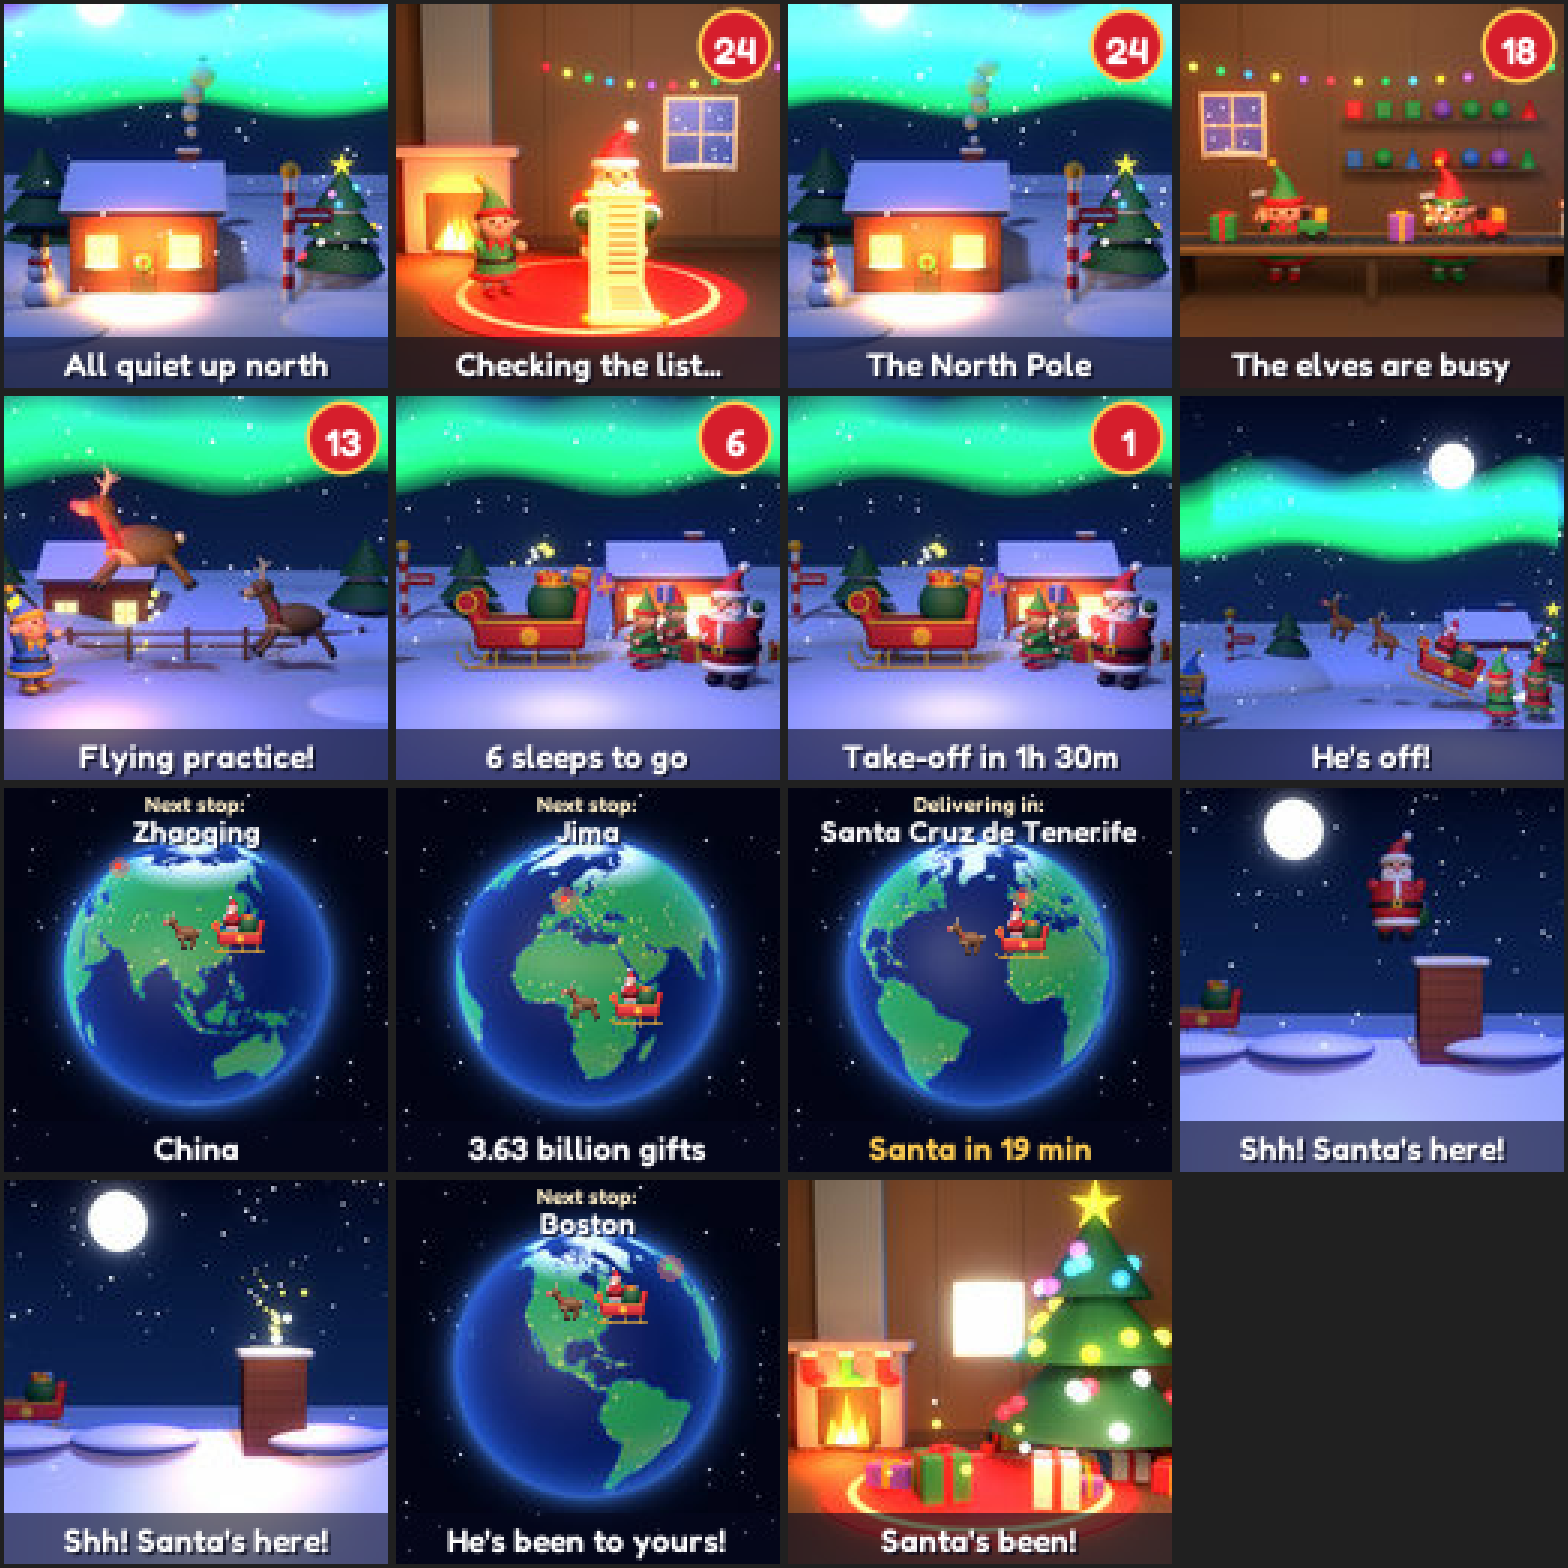 All quiet up north
24
Checking the list...
24
The North Pole
18
The elves are busy
13
Flying practice!
6
6 sleeps to go
1
Take-off in 1h 30m
He's off!
Next stop:
Zhaoqing
China
Next stop:
Jima
3.63 billion gifts
Delivering in:
Santa Cruz de Tenerife
Santa in 19 min
Shh! Santa's here!
Shh! Santa's here!
Next stop:
Boston
He's been to yours!
Santa's been!